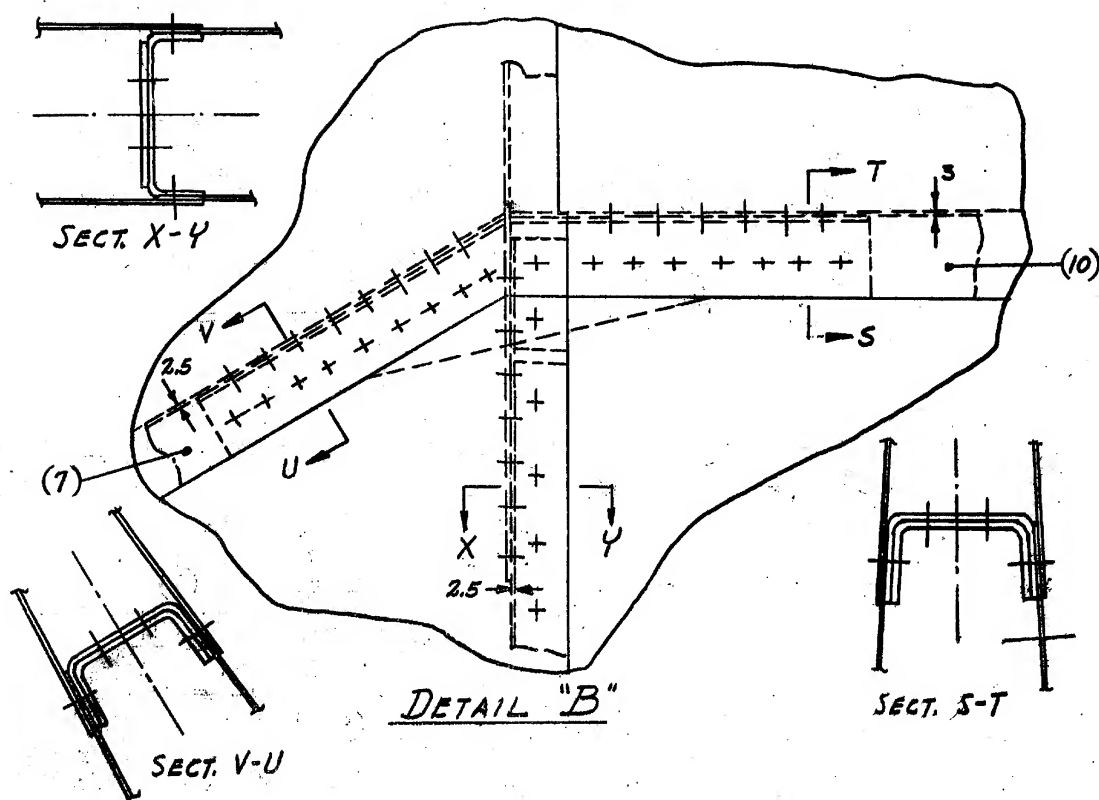 SECT. X-Y
T
3
(10)
V
S
2.5
U
(7)
X
Y
2.5
DETAIL "B"
SECT. S-T
SECT. V-U